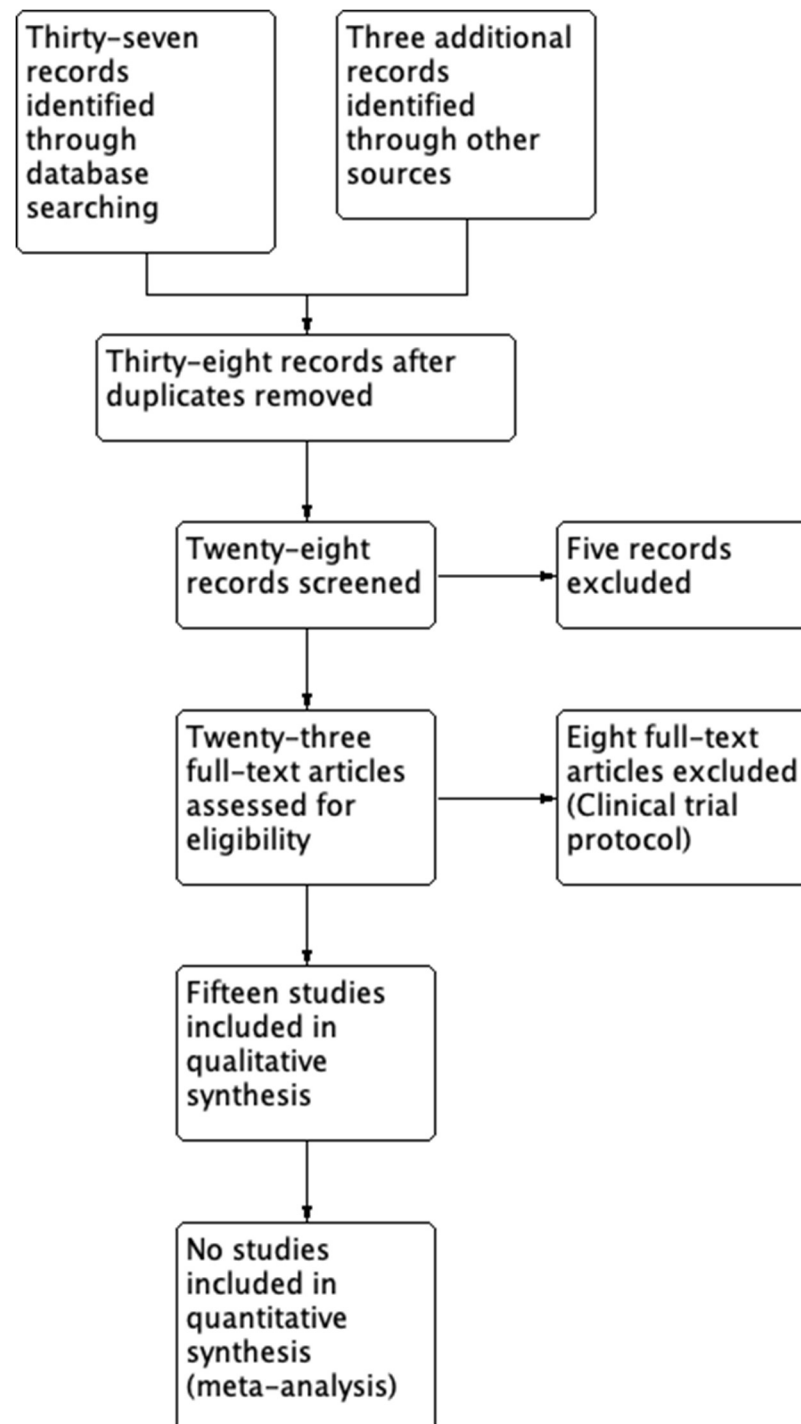 Thirty-seven
records
identified
through
database
searching
Three additional
records
identified
through other
sources
Thirty-eight records after
duplicates removed
Twenty-eight
records screened
Five records
excluded
Twenty-three
full-text articles
assessed for
eligibility
Eight full-text
articles excluded
(Clinical trial
protocol)
Fifteen studies
included in
qualitative
synthesis
No studies
included in
quantitative
synthesis
(meta-analysis)